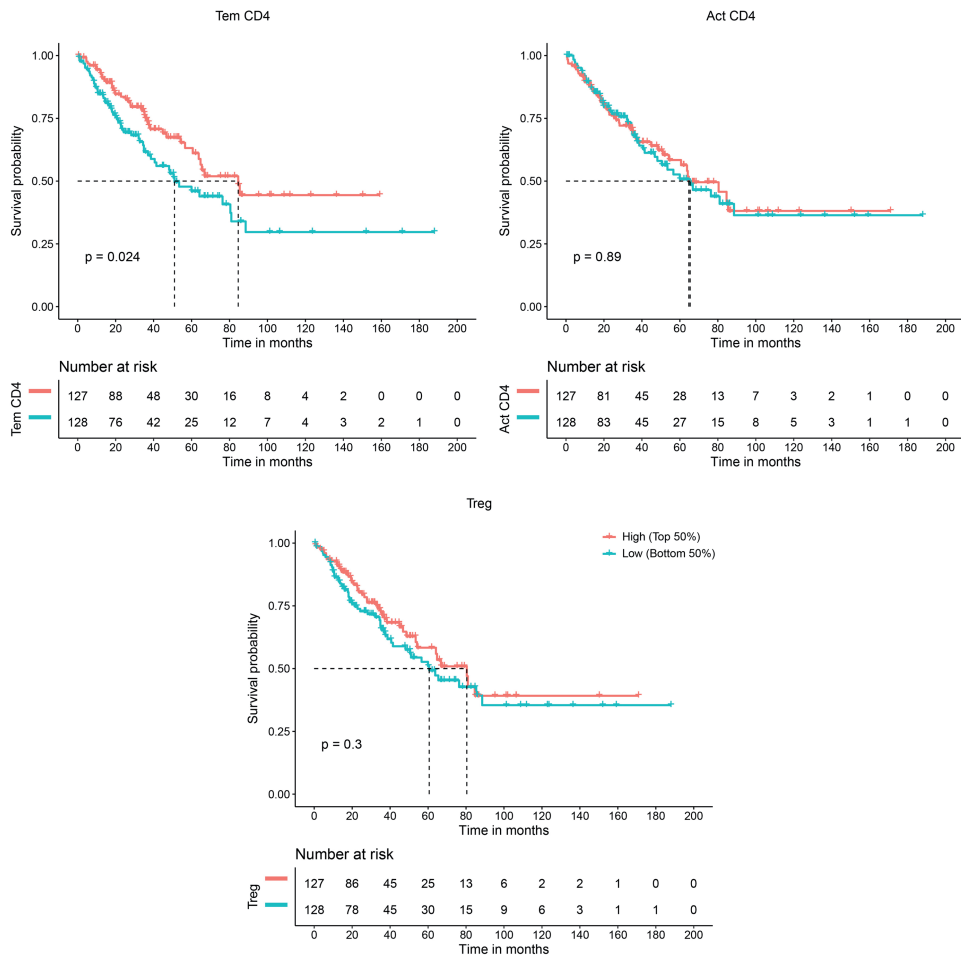 Tem CD4
Survival probability
1.00
0.75
0.50
0.25
0.00
p = 0.024
0 20 40 60 80 100 120 140 160 180 200
Time in months
Number at risk
Tem CD4
127 88 48 30 16 8 4 2 0 0 0
128 76 42 25 12 7 4 3 2 1 0
0 20 40 60 80 100 120 140 160 180 200
Time in months
Act CD4
Survival probability
1.00
0.75
0.50
0.25
0.00
p = 0.89
0 20 40 60 80 100 120 140 160 180 200
Time in months
Number at risk
Act CD4
127 81 45 28 13 7 3 2 1 0 0
128 83 45 27 15 8 5 3 1 1 0
0 20 40 60 80 100 120 140 160 180 200
Time in months
Treg
High (Top 50%)
Low (Bottom 50%)
Survival probability
1.00
0.75
0.50
0.25
0.00
p = 0.3
0 20 40 60 80 100 120 140 160 180 200
Time in months
Number at risk
Treg
127 86 45 25 13 6 2 2 1 0 0
128 78 45 30 15 9 6 3 1 1 0
0 20 40 60 80 100 120 140 160 180 200
Time in months